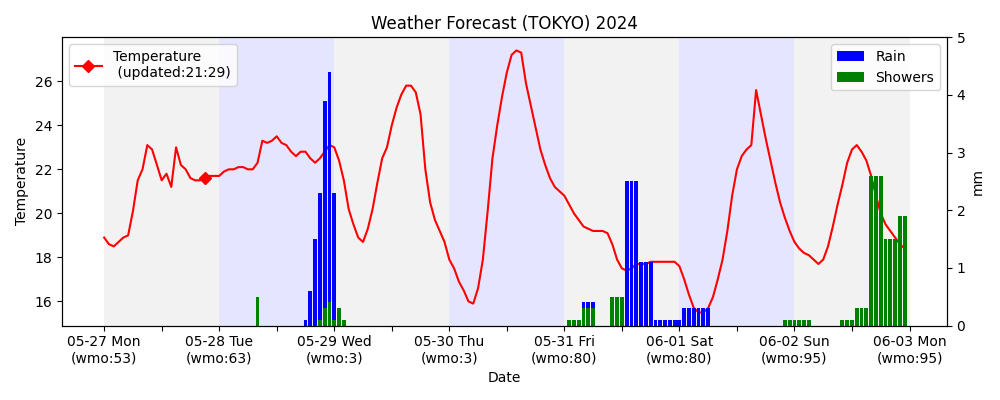 Weather Forecast (TOKYO) 2024
Temperature
(updated:21:29)
Rain
Showers
Temperature
26
24
22
20
18
16
5
4
3
2
1
0
mm
05-27 Mon
(wmo:53)
05-28 Tue
(wmo:63)
05-29 Wed
(wmo:3)
05-30 Thu
(wmo:3)
05-31 Fri
(wmo:80)
06-01 Sat
(wmo:80)
06-02 Sun
(wmo:95)
06-03 Mon
(wmo:95)
Date